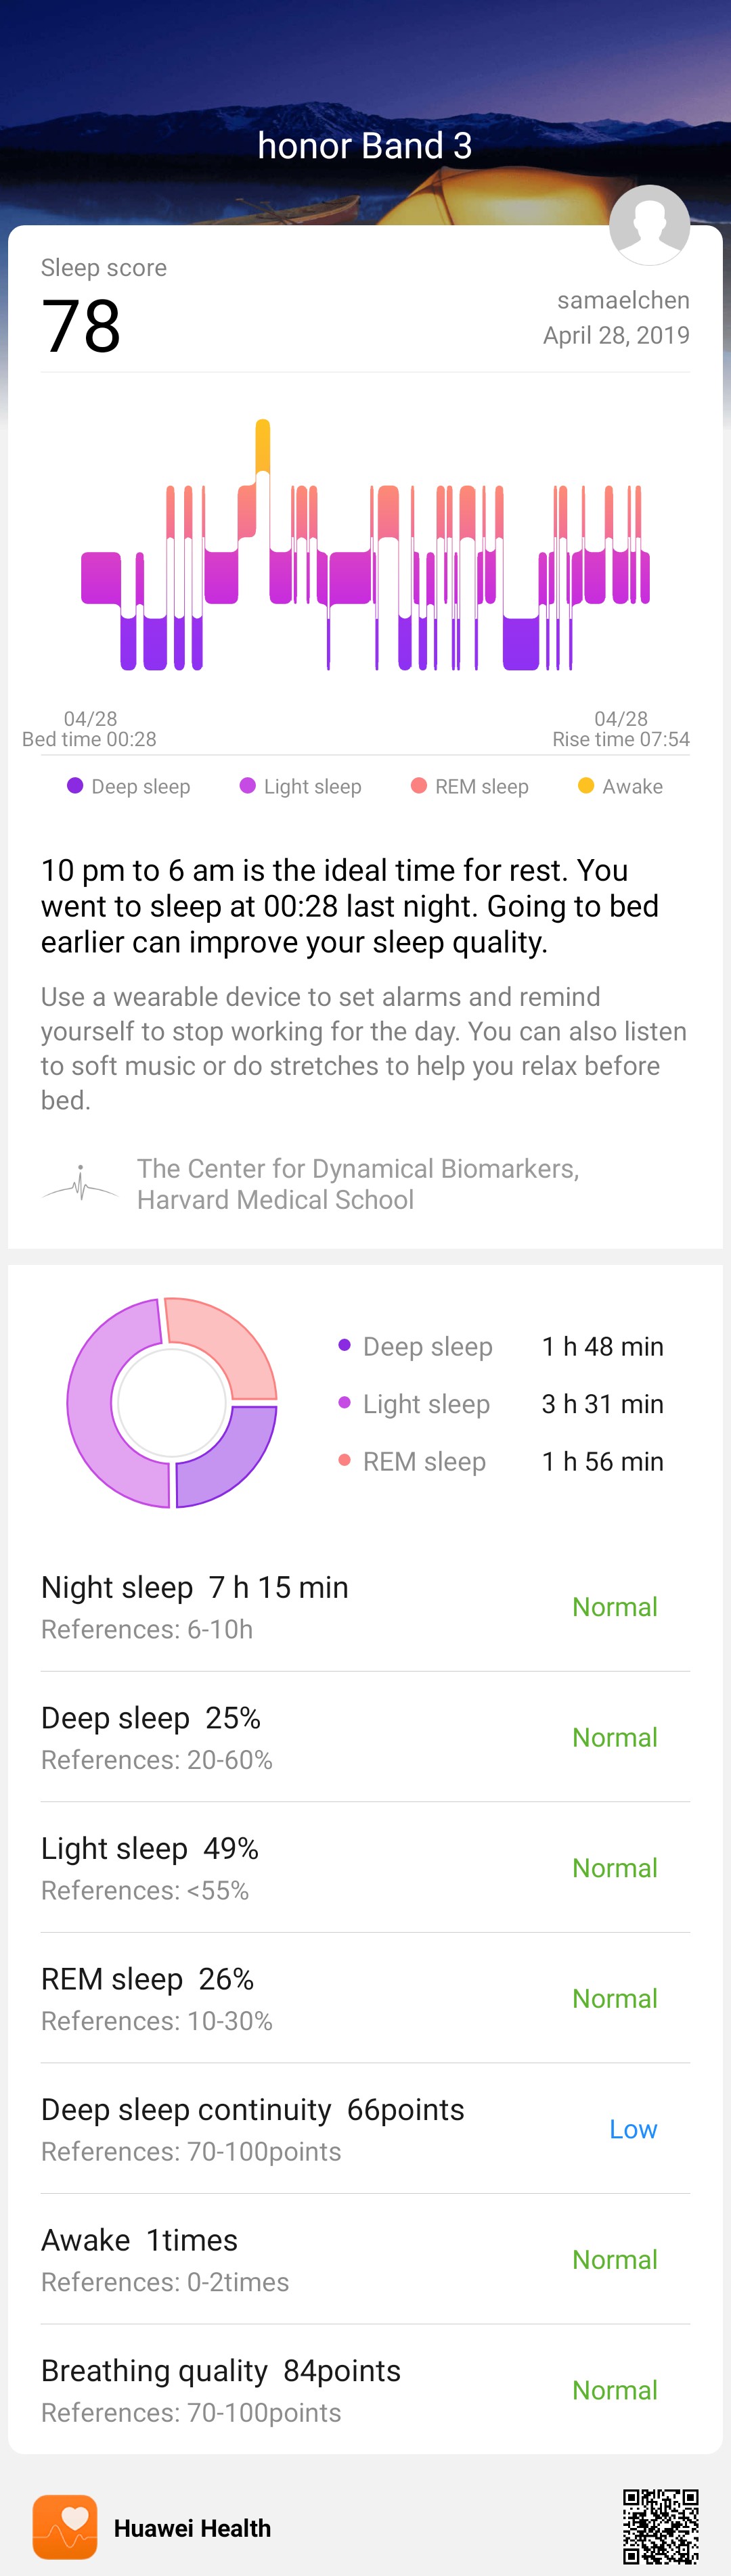 honor Band 3
Sleep score
78
samaelchen
April 28, 2019
04/28
Bed time 00:28
04/28
Rise time 07:54
Deep sleep
Light sleep
REM sleep
Awake
10 pm to 6 am is the ideal time for rest. You
went to sleep at 00:28 last night. Going to bed
earlier can improve your sleep quality.
Use a wearable device to set alarms and remind
yourself to stop working for the day. You can also listen
to soft music or do stretches to help you relax before
bed.
The Center for Dynamical Biomarkers,
Harvard Medical School
Deep sleep 1 h 48 min
Light sleep 3 h 31 min
REM sleep 1 h 56 min
Night sleep 7 h 15 min
Normal
References: 6-10h
Deep sleep 25%
Normal
References: 20-60%
Light sleep 49%
Normal
References: <55%
REM sleep 26%
Normal
References: 10-30%
Deep sleep continuity 66points
Low
References: 70-100points
Awake 1times
Normal
References: 0-2times
Breathing quality 84points
Normal
References: 70-100points
Huawei Health